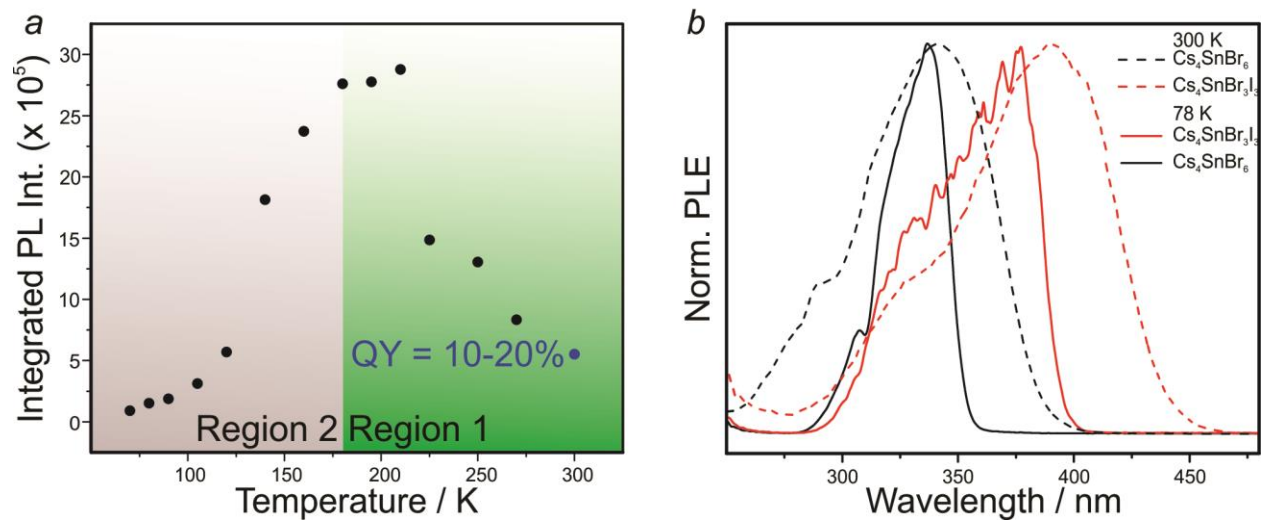 a
Integrated PL Int. (x 10⁵)
30
25
20
15
10
5
0
QY = 10-20%
Region 2 Region 1
100 150 200 250 300
Temperature / K
b
Norm. PLE
300 K
Cs₄SnBr₆
Cs₄SnBr₃I₃
78 K
Cs₄SnBr₃I₃
Cs₄SnBr₆
300 350 400 450
Wavelength / nm